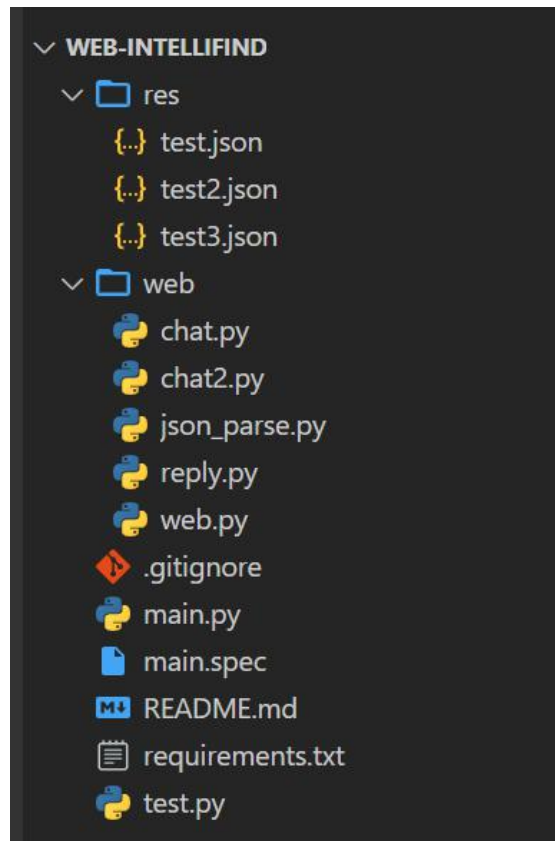 WEB-INTELLIFIND
res
{...} test.json
{...} test2.json
{...} test3.json
web
chat.py
chat2.py
json_parse.py
reply.py
web.py
.gitignore
main.py
main.spec
M↓ README.md
requirements.txt
test.py